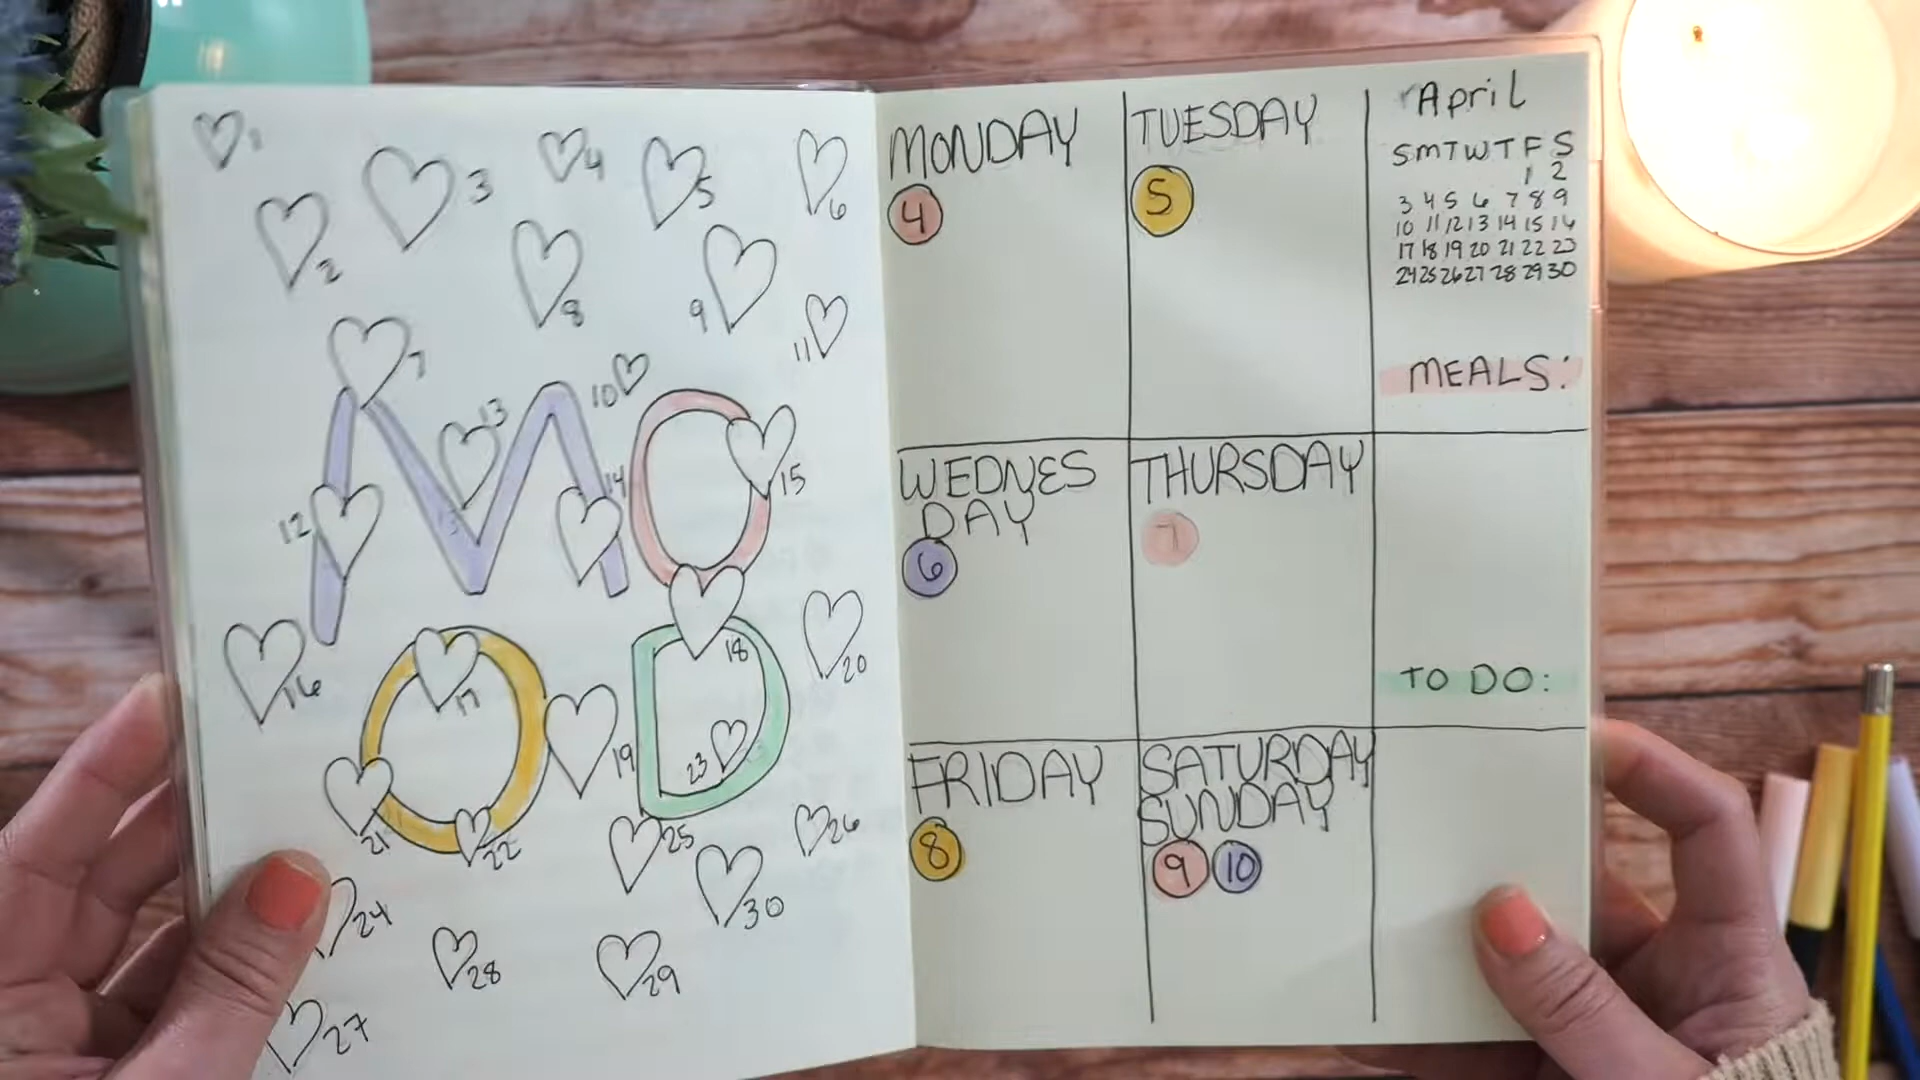 1
2
3
4
5
6
7
8
9
10
11
12
13
14
15
16
17
18
19
20
21
22
23
24
25
26
27
28
29
30
MOOD
MONDAY
4
TUESDAY
5
WEDNES
DAY
6
THURSDAY
7
FRIDAY
8
SATURDAY
SUNDAY
9 10
April
S M T W T F S
1 2
3 4 5 6 7 8 9
10 11 12 13 14 15 16
17 18 19 20 21 22 23
24 25 26 27 28 29 30
MEALS:
TO DO: